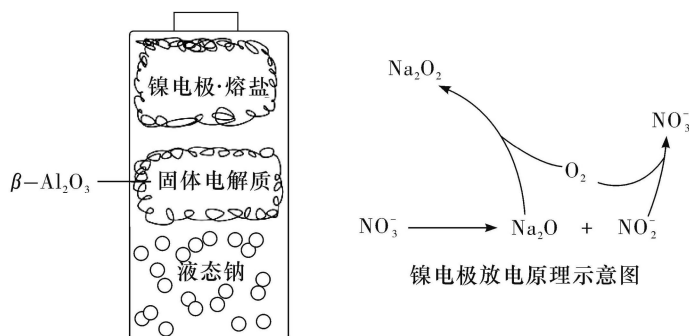 镍电极·熔盐
β—Al₂O₃
固体电解质
液态钠
Na₂O₂
NO₃⁻
O₂
NO₃⁻
Na₂O + NO₂⁻
镍电极放电原理示意图